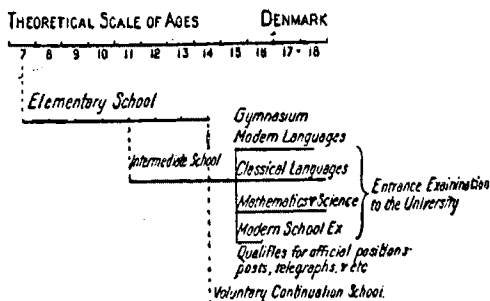 THEORETICAL SCALE OF AGES DENMARK
7 8 9 10 11 12 13 14 15 16 17 18
Elementary School
Gymnasium
Modern Languages
Intermediate School
Classical Languages
Mathematics & Science
Modern School Ex
Entrance Examination
to the University
Qualifies for official positions
posts, telegraphs, & etc
Voluntary Continuation School.